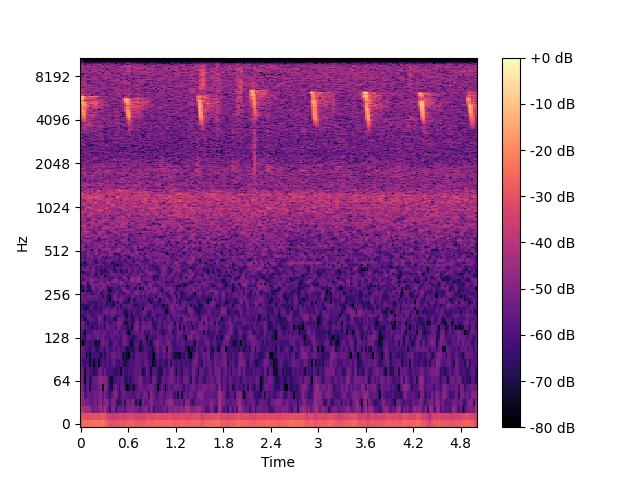 8192
4096
2048
1024
512
256
128
64
0
Hz
0 0.6 1.2 1.8 2.4 3 3.6 4.2 4.8
Time
+0 dB
-10 dB
-20 dB
-30 dB
-40 dB
-50 dB
-60 dB
-70 dB
-80 dB